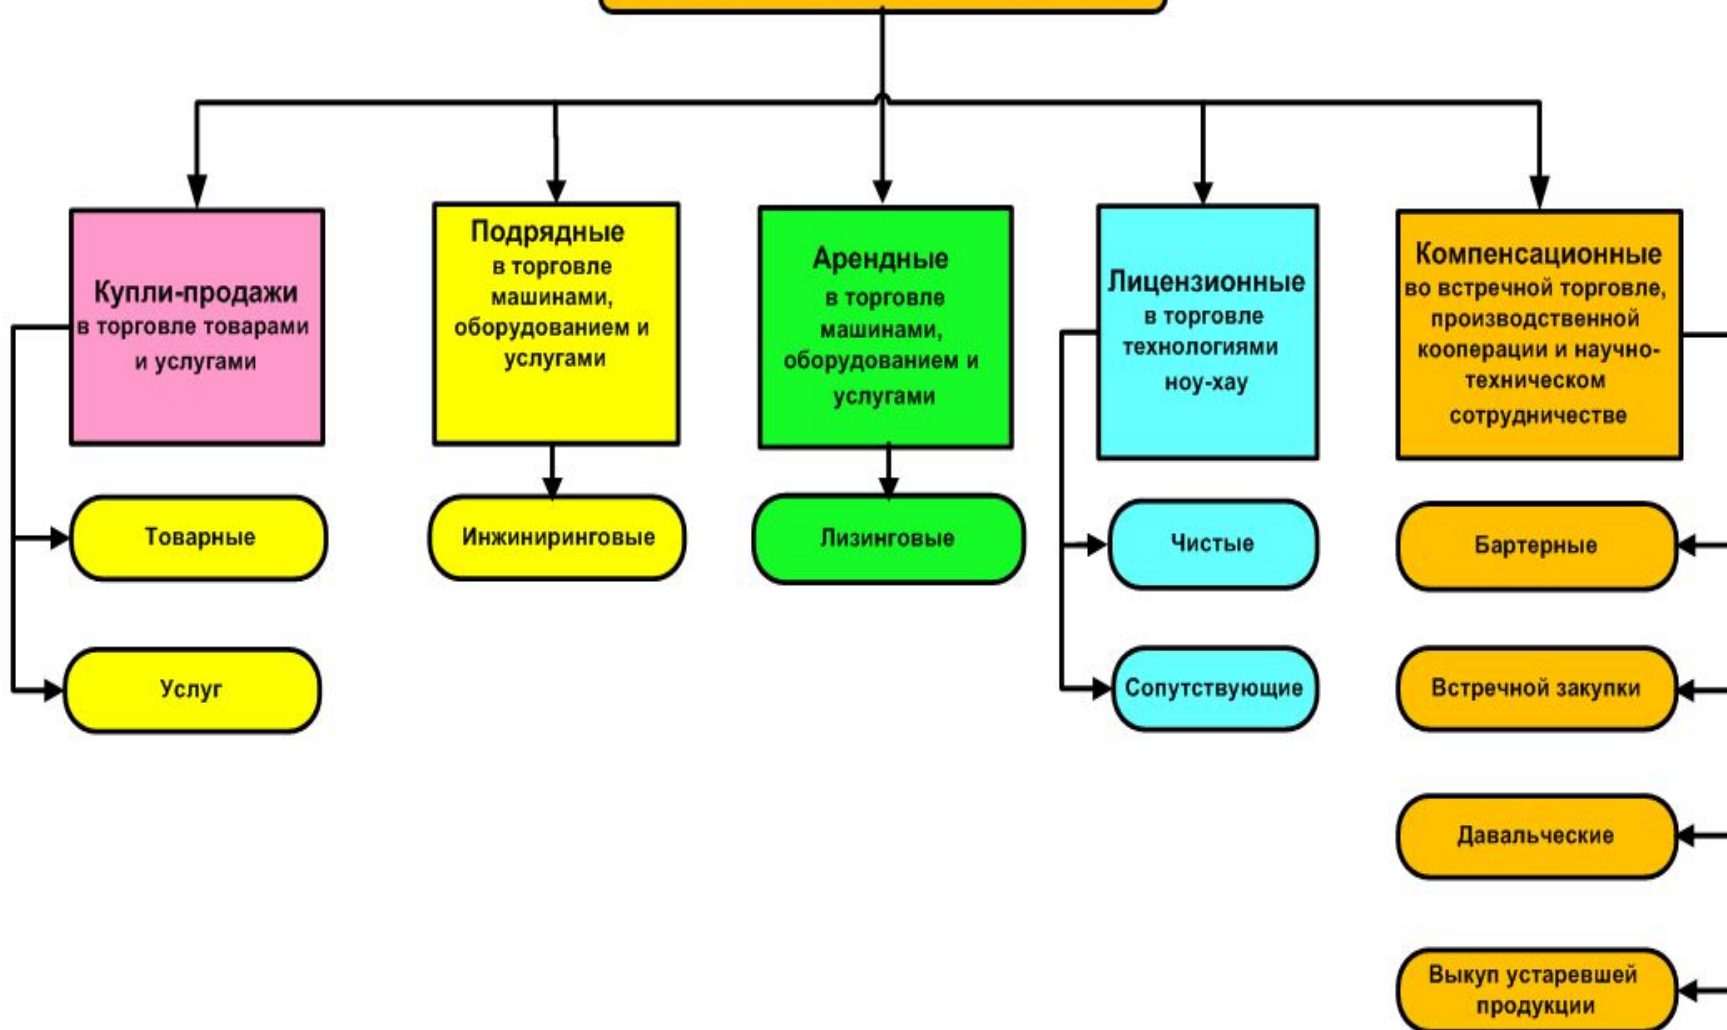 Купли-продажи
в торговле товарами
и услугами
Подрядные
в торговле
машинами,
оборудованием и
услугами
Арендные
в торговле
машинами,
оборудованием и
услугами
Лицензионные
в торговле
технологиями
ноу-хау
Компенсационные
во встречной торговле,
производственной
кооперации и научно-
техническом
сотрудничестве
Товарные
Инжиниринговые
Лизинговые
Чистые
Бартерные
Услуг
Сопутствующие
Встречной закупки
Давальческие
Выкуп устаревшей
продукции